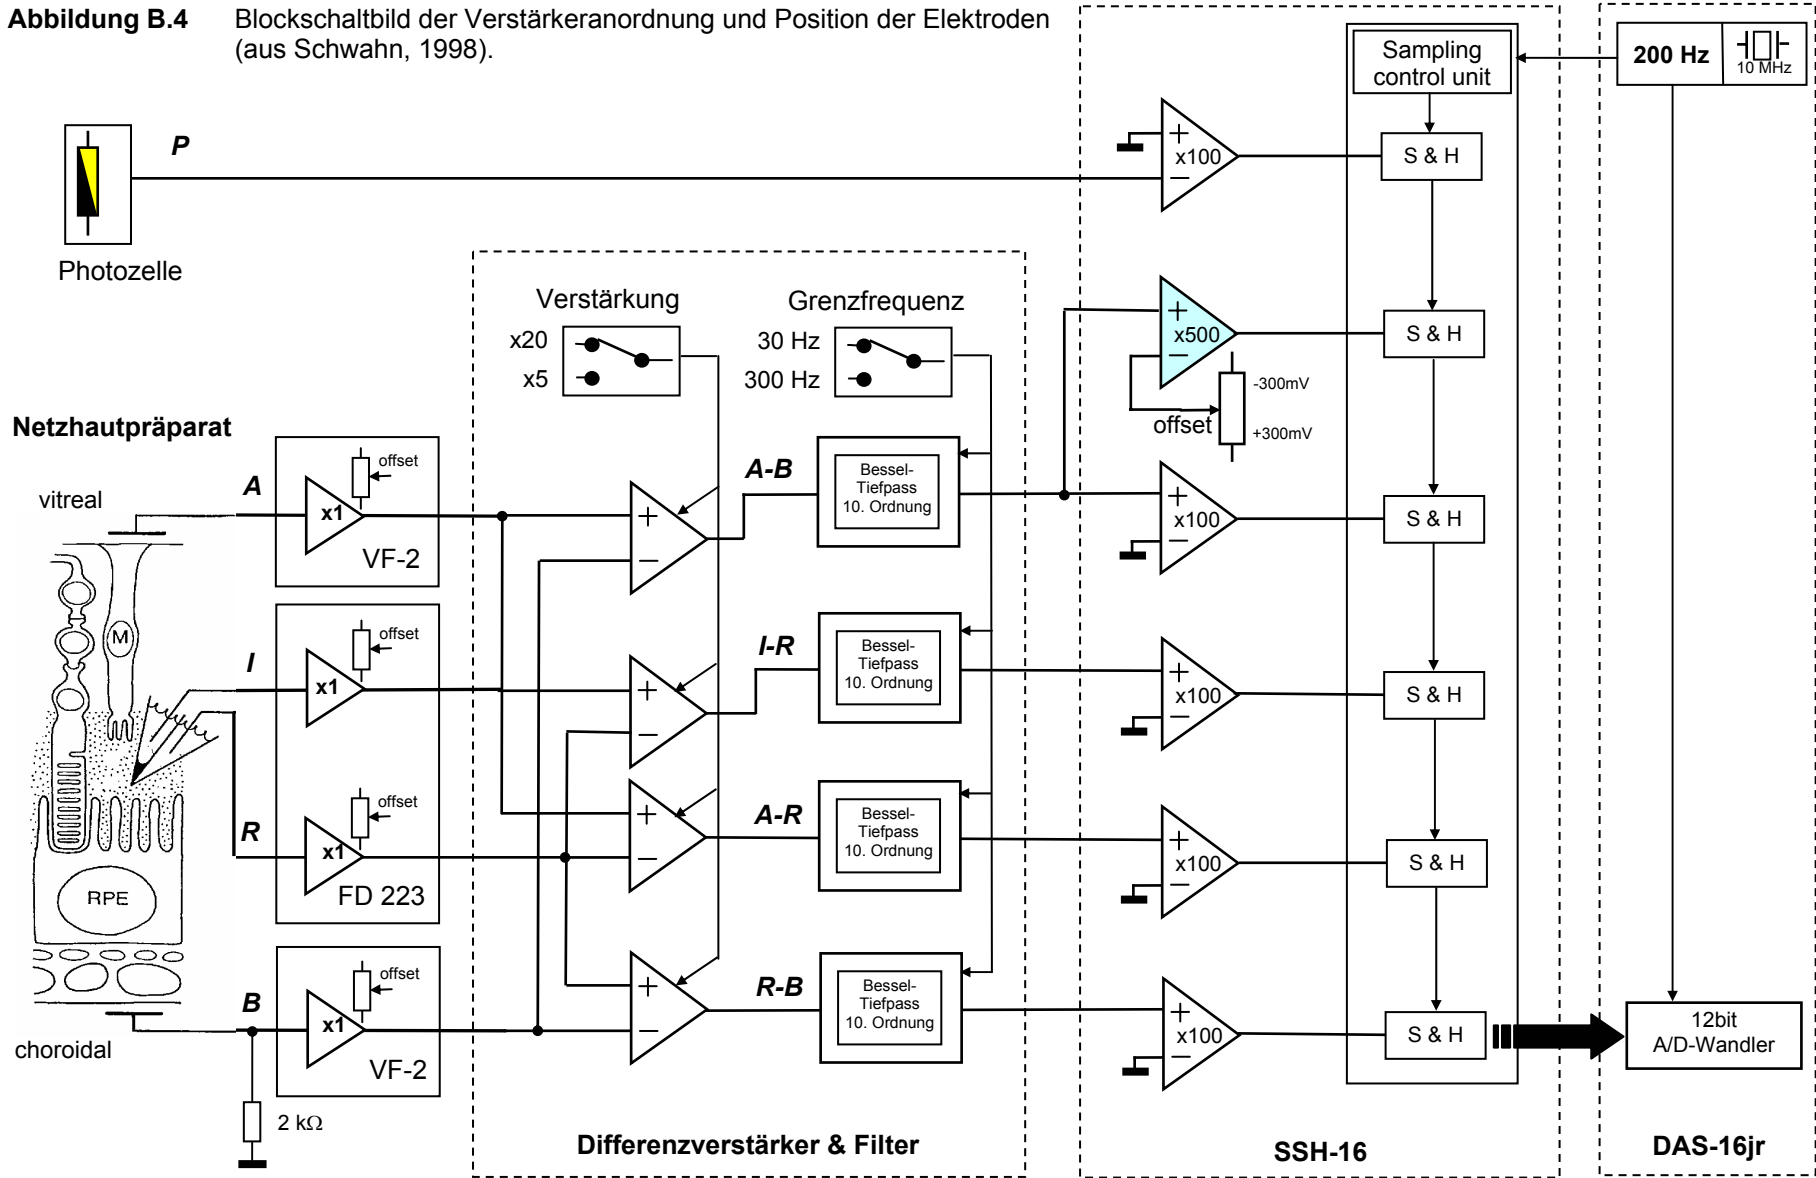 Abbildung B.4 Blockschaltbild der Verstärkeranordnung und Position der Elektroden
(aus Schwahn, 1998).
Sampling
control unit
200 Hz
10 MHz
P
Photozelle
+
x100
−
S & H
Verstärkung
x20
x5
Grenzfrequenz
30 Hz
300 Hz
+
x500
−
S & H
offset
-300mV
+300mV
Netzhautpräparat
vitreal
A
offset
x1
VF-2
+
−
A-B
Bessel-
Tiefpass
10. Ordnung
+
x100
−
S & H
M
I
offset
x1
+
−
I-R
Bessel-
Tiefpass
10. Ordnung
+
x100
−
S & H
R
offset
x1
FD 223
+
−
A-R
Bessel-
Tiefpass
10. Ordnung
+
x100
−
S & H
RPE
choroidal
B
offset
x1
VF-2
2 kΩ
+
−
R-B
Bessel-
Tiefpass
10. Ordnung
+
x100
−
S & H
12bit
A/D-Wandler
Differenzverstärker & Filter
SSH-16
DAS-16jr